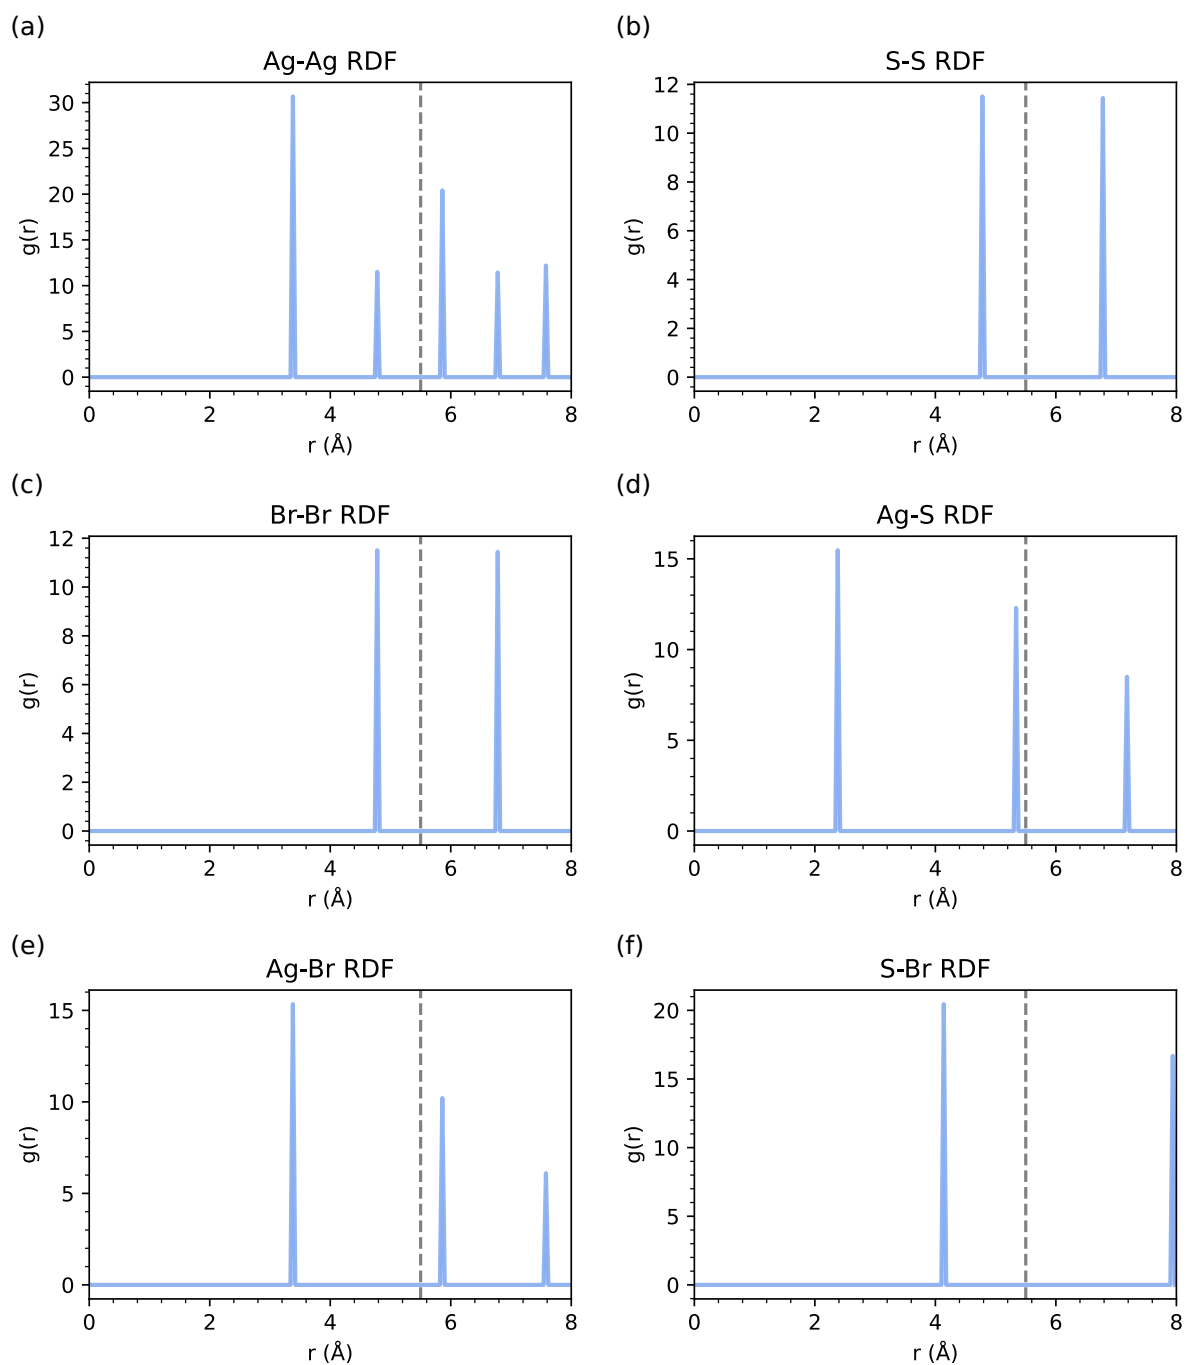 (a)
Ag-Ag RDF
g(r)
30
25
20
15
10
5
0
0 2 4 6 8
r (Å)
(b)
S-S RDF
g(r)
12
10
8
6
4
2
0
0 2 4 6 8
r (Å)
(c)
Br-Br RDF
g(r)
12
10
8
6
4
2
0
0 2 4 6 8
r (Å)
(d)
Ag-S RDF
g(r)
15
10
5
0
0 2 4 6 8
r (Å)
(e)
Ag-Br RDF
g(r)
15
10
5
0
0 2 4 6 8
r (Å)
(f)
S-Br RDF
g(r)
20
15
10
5
0
0 2 4 6 8
r (Å)